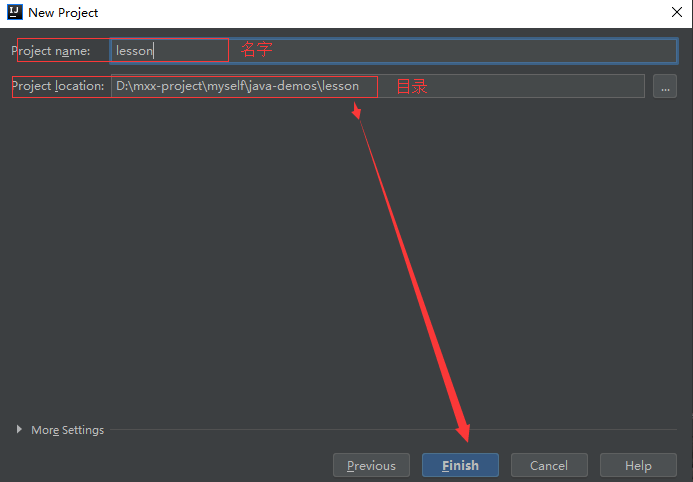 New Project
Project name: lesson 名字
Project location: D:\mxx-project\myself\java-demos\lesson 目录 ...
More Settings
Previous Finish Cancel Help